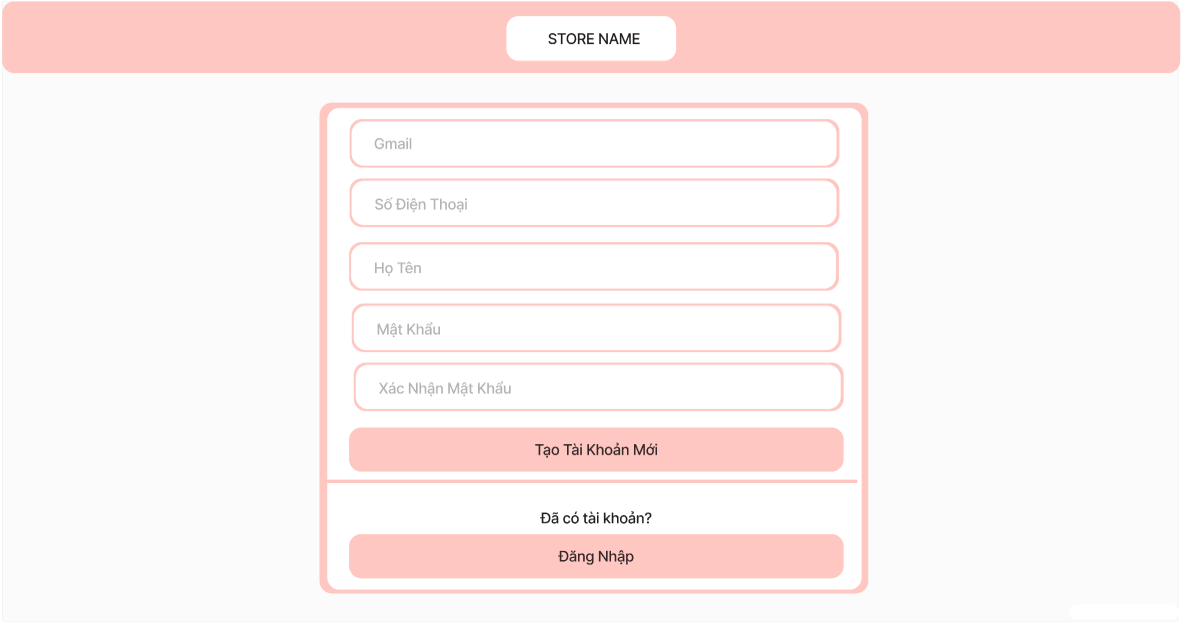 STORE NAME
Gmail
Số Điện Thoại
Họ Tên
Mật Khẩu
Xác Nhận Mật Khẩu
Tạo Tài Khoản Mới
Đã có tài khoản?
Đăng Nhập